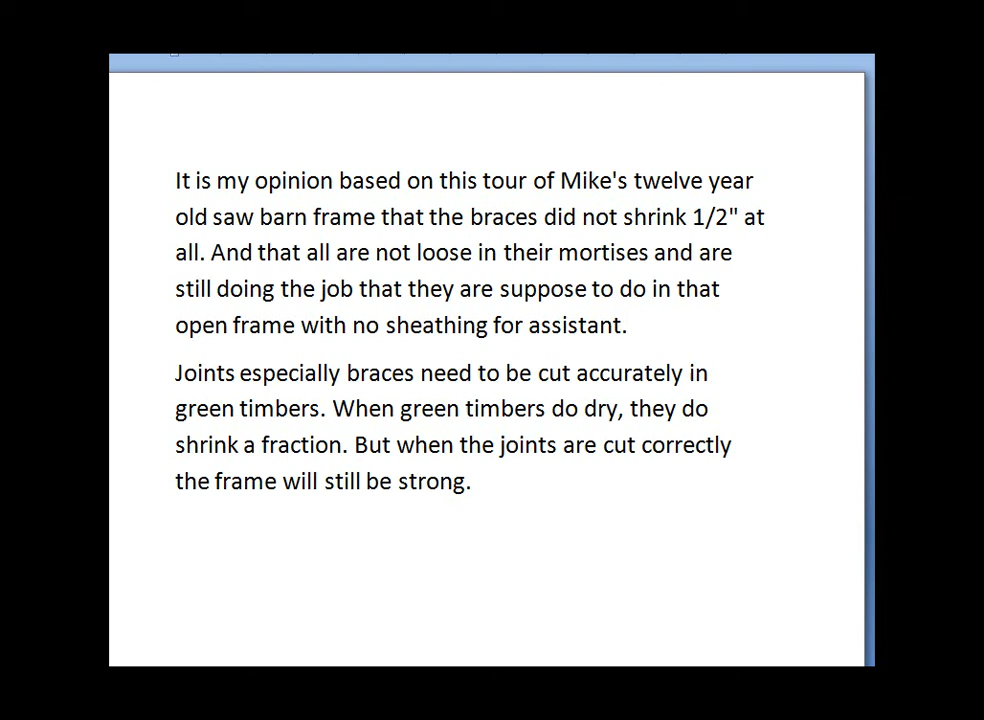 It is my opinion based on this tour of Mike's twelve year
old saw barn frame that the braces did not shrink 1/2" at
all. And that all are not loose in their mortises and are
still doing the job that they are suppose to do in that
open frame with no sheathing for assistant.
Joints especially braces need to be cut accurately in
green timbers. When green timbers do dry, they do
shrink a fraction. But when the joints are cut correctly
the frame will still be strong.